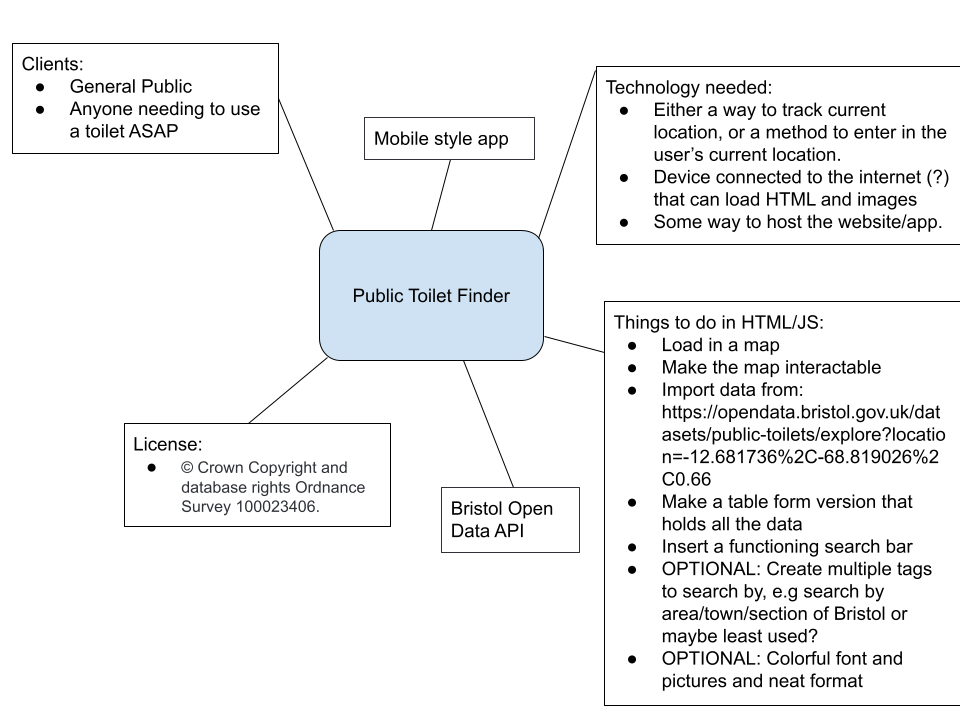 Clients:
● General Public
● Anyone needing to use
a toilet ASAP
Mobile style app
Technology needed:
● Either a way to track current
location, or a method to enter in the
user’s current location.
● Device connected to the internet (?)
that can load HTML and images
● Some way to host the website/app.
Public Toilet Finder
Things to do in HTML/JS:
● Load in a map
● Make the map interactable
● Import data from:
https://opendata.bristol.gov.uk/dat
asets/public-toilets/explore?locatio
n=-12.681736%2C-68.819026%2
C0.66
● Make a table form version that
holds all the data
● Insert a functioning search bar
● OPTIONAL: Create multiple tags
to search by, e.g search by
area/town/section of Bristol or
maybe least used?
● OPTIONAL: Colorful font and
pictures and neat format
License:
● © Crown Copyright and
database rights Ordnance
Survey 100023406.
Bristol Open
Data API